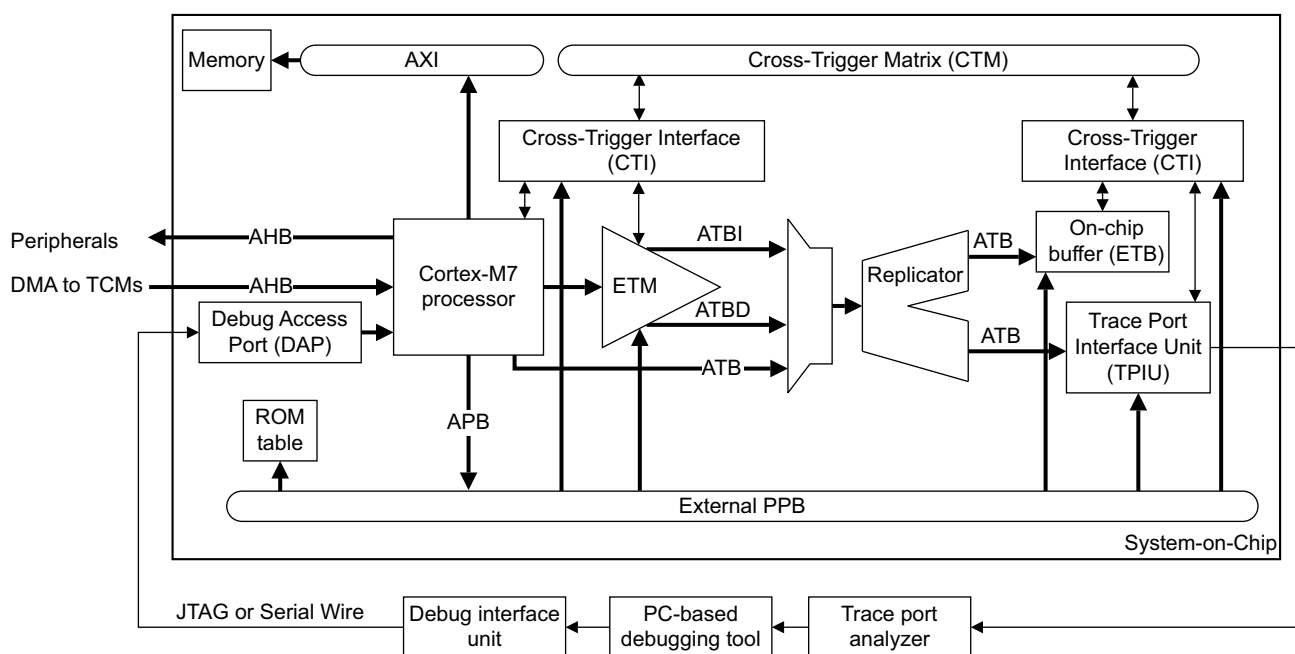 Memory
AXI
Cross-Trigger Matrix (CTM)
Cross-Trigger Interface
(CTI)
Cross-Trigger
Interface (CTI)
Peripherals
AHB
DMA to TCMs
AHB
Cortex-M7
processor
Debug Access
Port (DAP)
ETM
ATBI
ATBD
ATB
Replicator
ATB
ATB
On-chip
buffer (ETB)
Trace Port
Interface Unit
(TPIU)
ROM
table
APB
External PPB
System-on-Chip
JTAG or Serial Wire
Debug interface
unit
PC-based
debugging tool
Trace port
analyzer